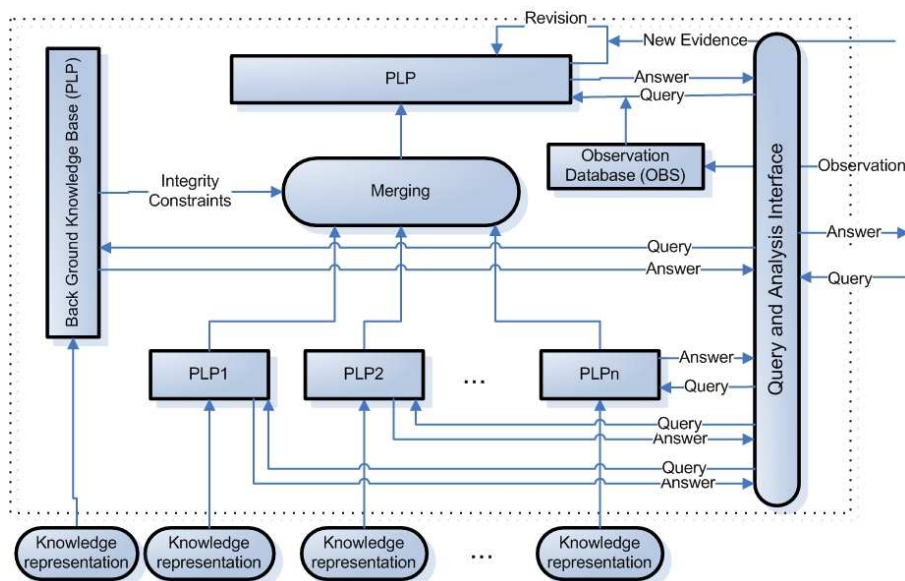 Revision
New Evidence
PLP
Answer
Query
Back Ground Knowledge Base (PLP)
Observation
Database (OBS)
Observation
Integrity
Constraints
Merging
Query and Analysis Interface
Query
Answer
Answer
Query
PLP1
PLP2
...
PLPn
Answer
Query
Query
Answer
Query
Answer
Knowledge
representation
Knowledge
representation
Knowledge
representation
...
Knowledge
representation